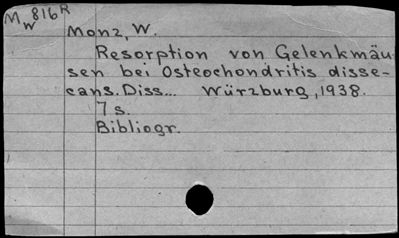 M 816 R
w
Monz, W.
Resorption von Gelenkmäu
sen bei Osteochondritis disse-
cans. Diss... Würzburg, 1938.
7 s.
Bibliogr.